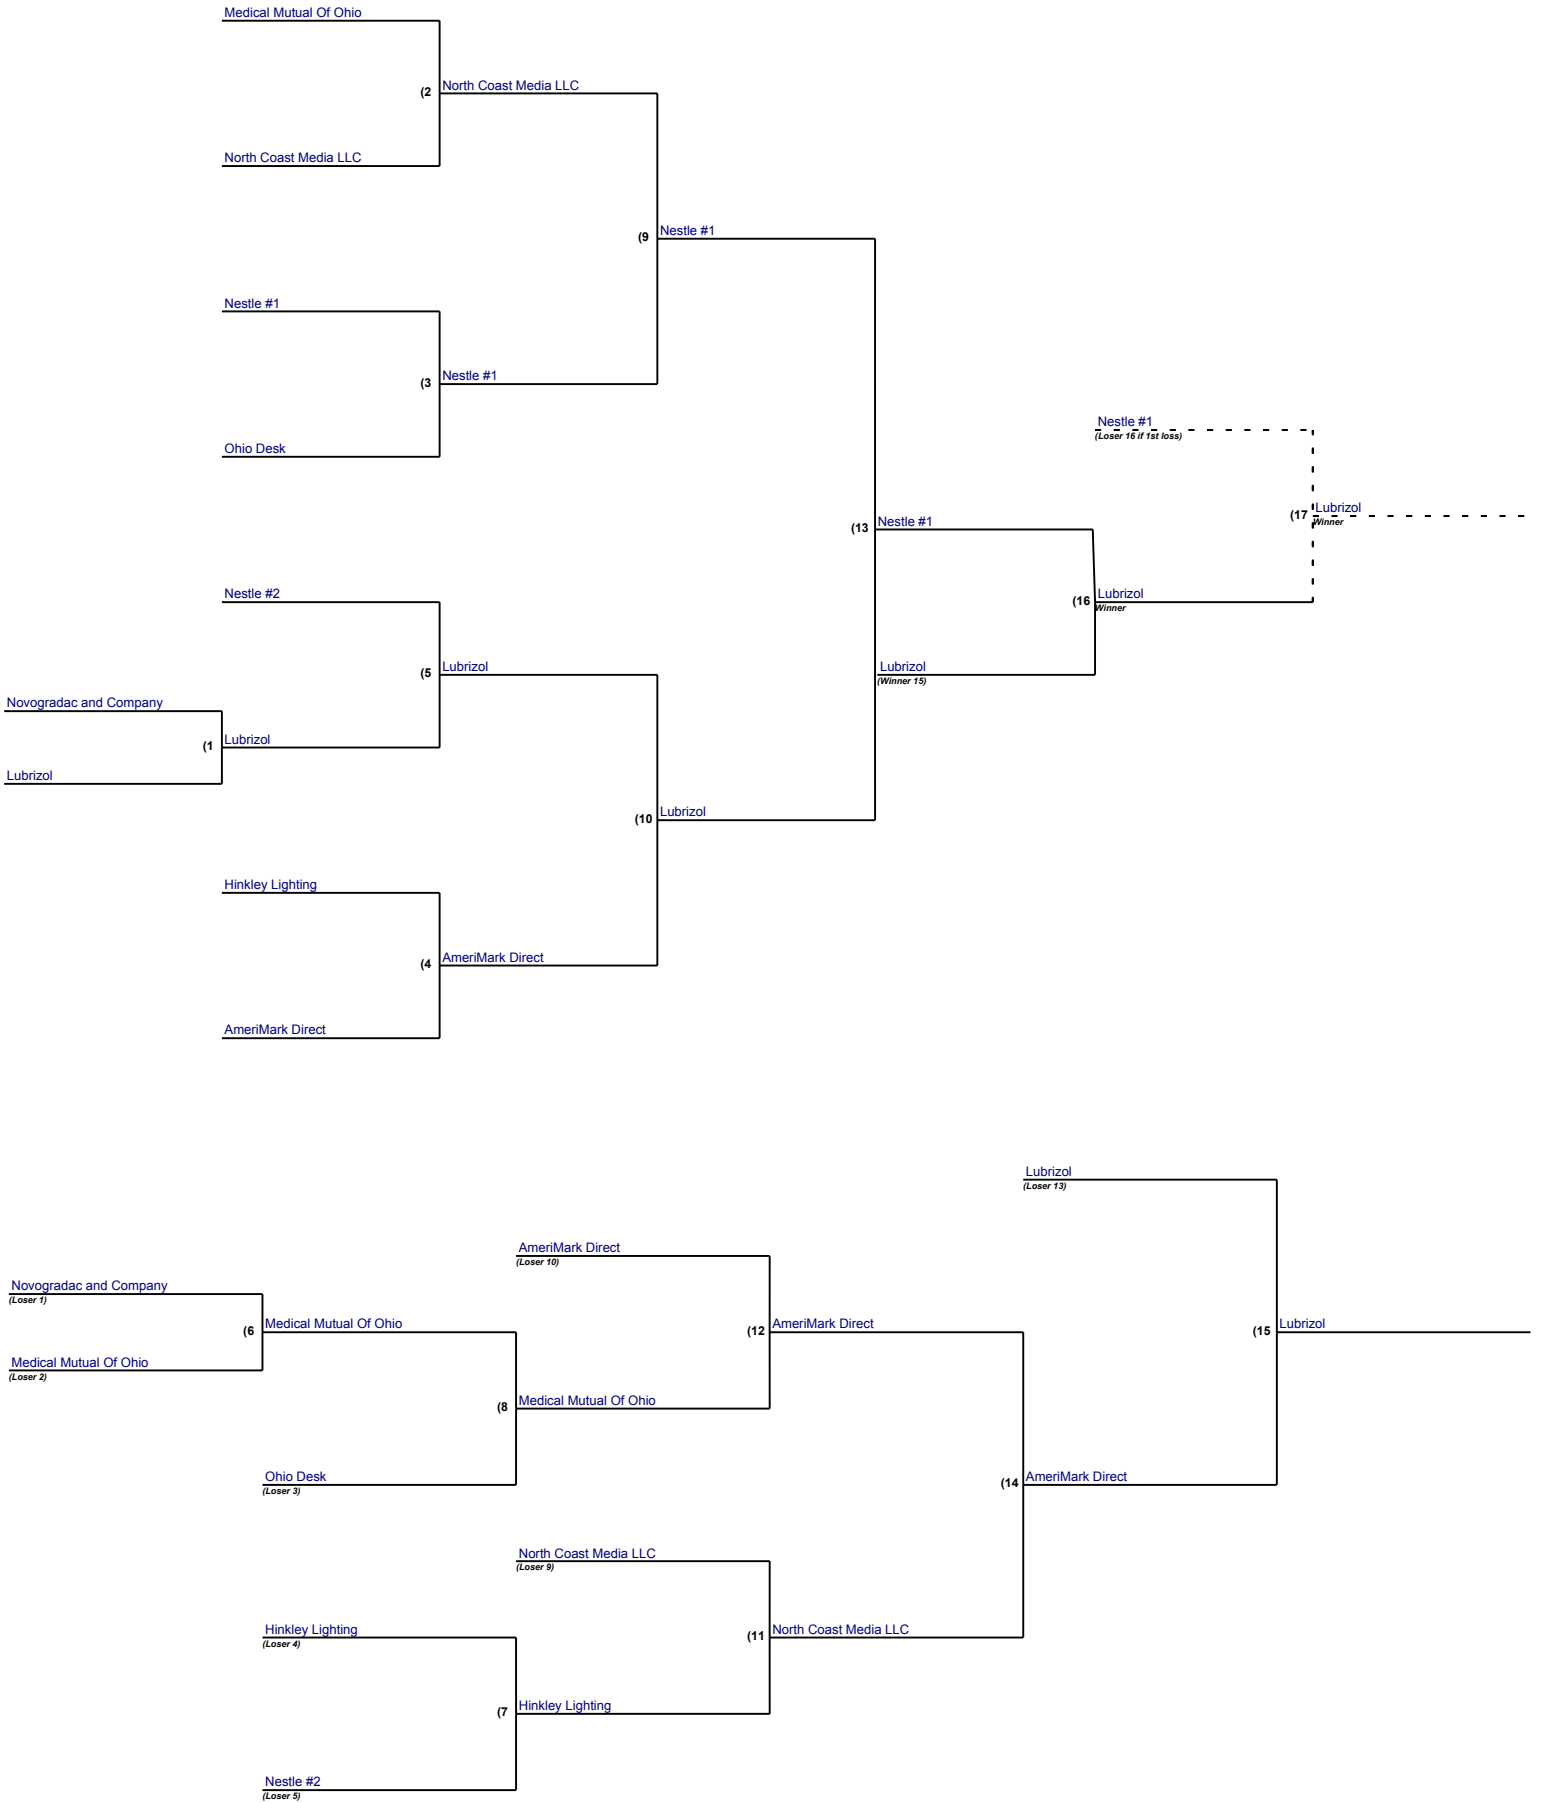 Medical Mutual Of Ohio
(2
North Coast Media LLC
North Coast Media LLC
(9
Nestle #1
Nestle #1
(3
Nestle #1
Ohio Desk
Nestle #1
(Loser 16 if 1st loss)
(13
Nestle #1
(17
Lubrizol
Winner
Nestle #2
(16
Lubrizol
Winner
(5
Lubrizol
Lubrizol
(Winner 15)
Novogradac and Company
(1
Lubrizol
Lubrizol
(10
Lubrizol
Hinkley Lighting
(4
AmeriMark Direct
AmeriMark Direct
Lubrizol
(Loser 13)
AmeriMark Direct
(Loser 10)
Novogradac and Company
(Loser 1)
(6
Medical Mutual Of Ohio
(12
AmeriMark Direct
(15
Lubrizol
Medical Mutual Of Ohio
(Loser 2)
(8
Medical Mutual Of Ohio
Ohio Desk
(Loser 3)
(14
AmeriMark Direct
North Coast Media LLC
(Loser 9)
Hinkley Lighting
(Loser 4)
(11
North Coast Media LLC
(7
Hinkley Lighting
Nestle #2
(Loser 5)